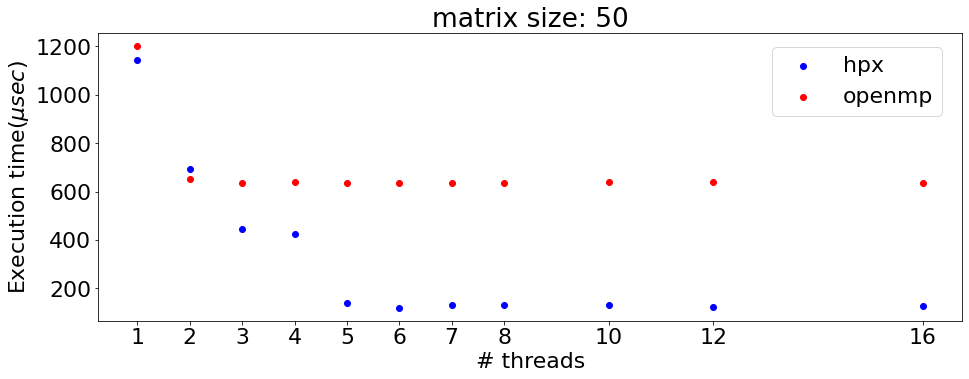 matrix size: 50
Execution time(μsec)
1200
1000
800
600
400
200
hpx
openmp
1 2 3 4 5 6 7 8 10 12 16
# threads